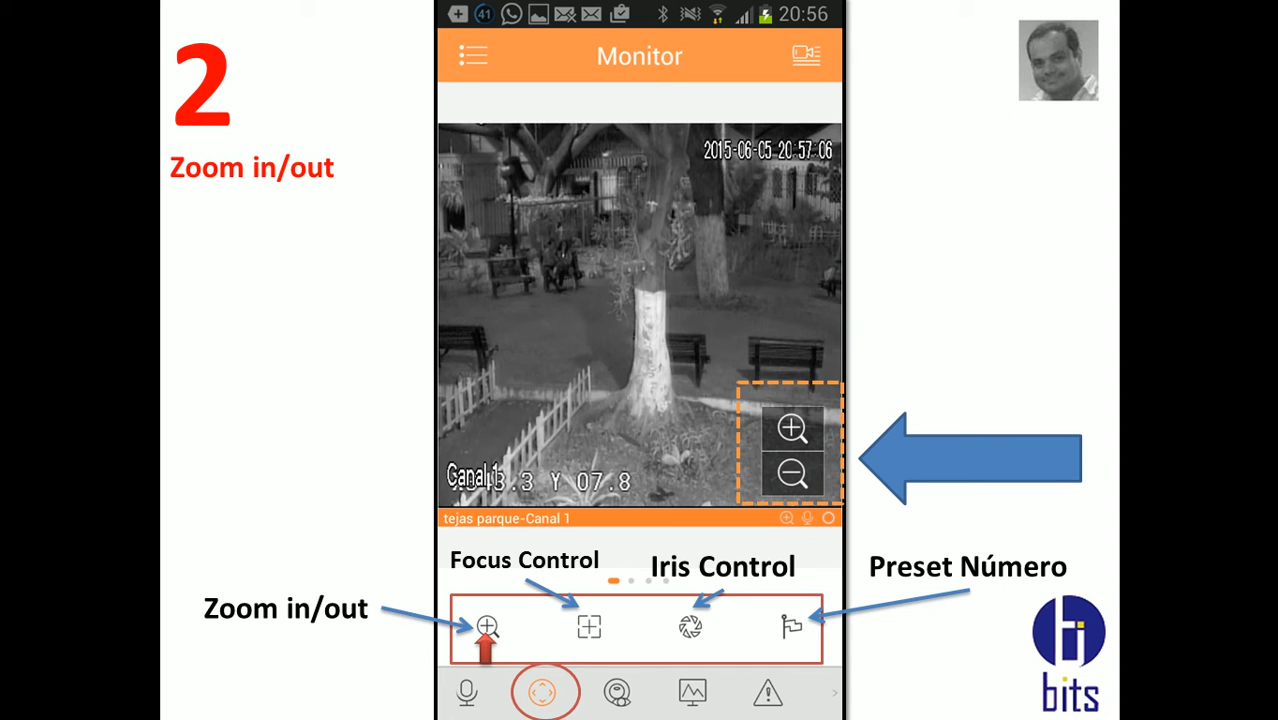 2
Zoom in/out
41
20:56
Monitor
2015-06-05 20:57:06
Canal 1
Y 07.8
tejas parque-Canal 1
Focus Control
Iris Control
Preset Número
Zoom in/out
bits